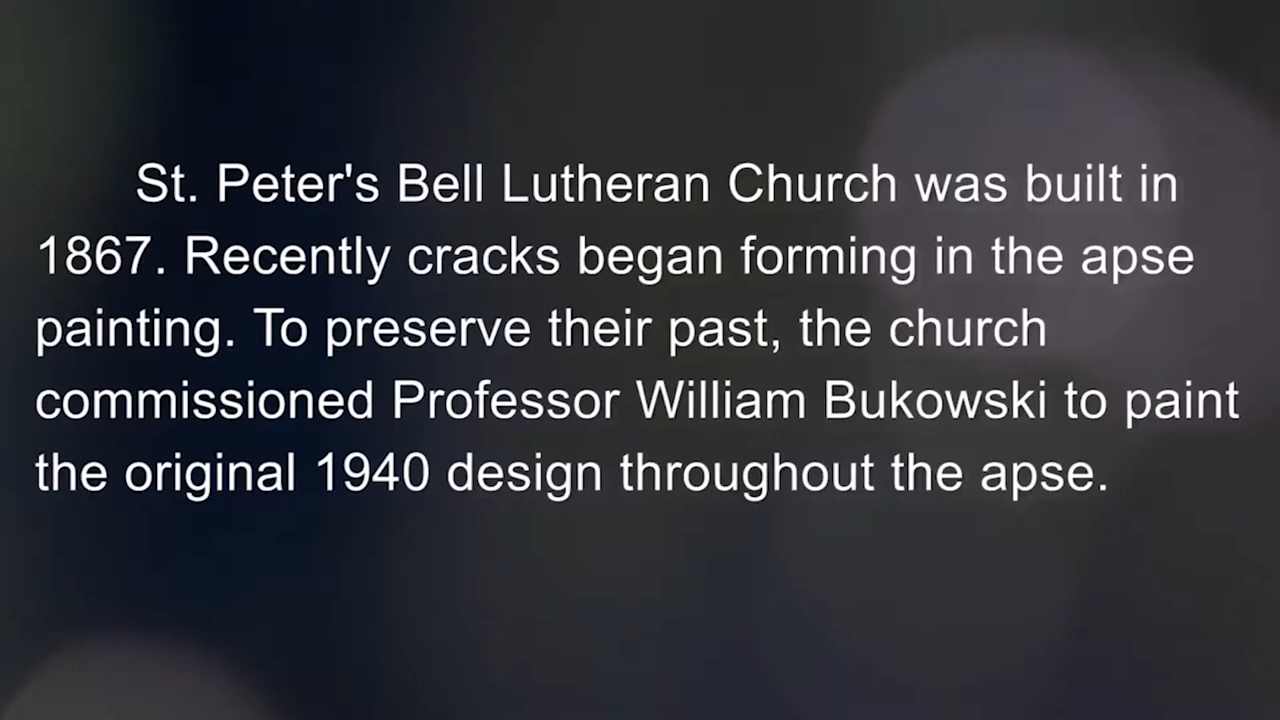 St. Peter's Bell Lutheran Church was built in
1867. Recently cracks began forming in the apse
painting. To preserve their past, the church
commissioned Professor William Bukowski to paint
the original 1940 design throughout the apse.